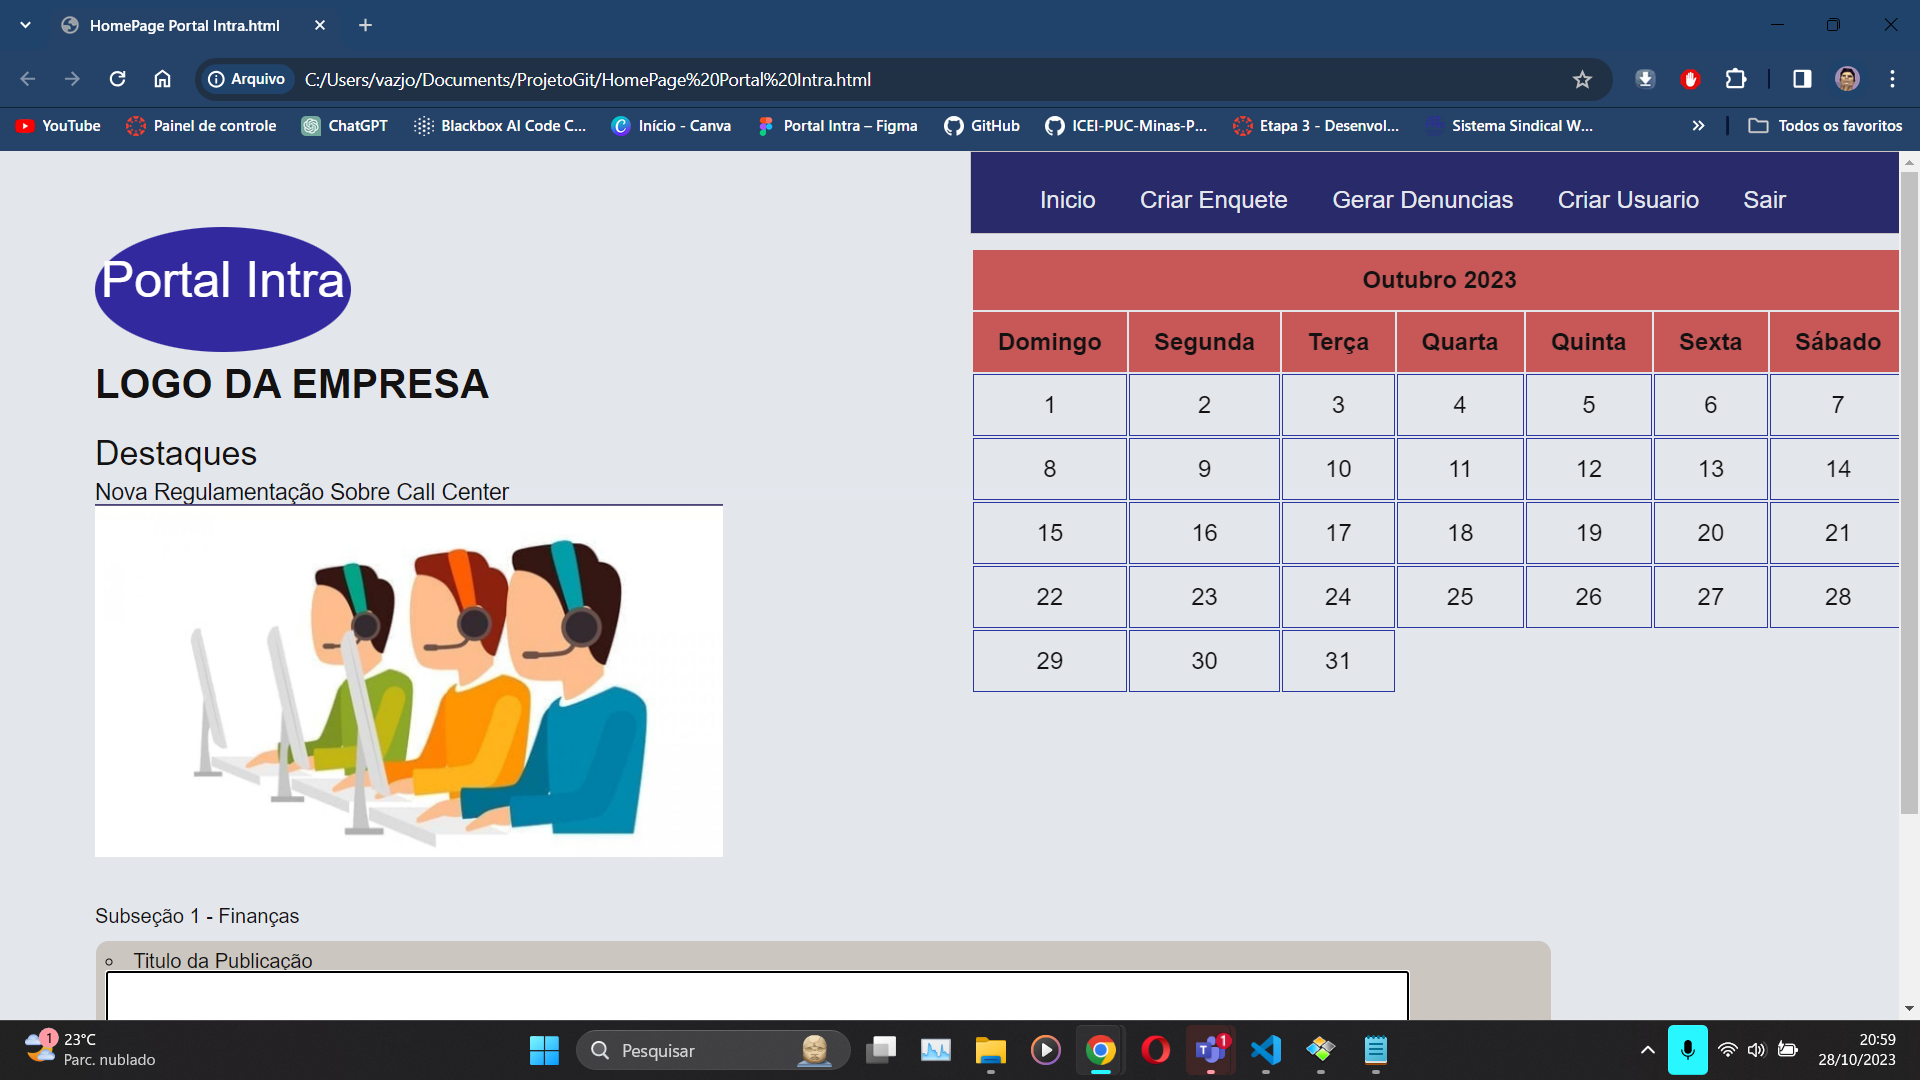 HomePage Portal Intra.html
Arquivo C:/Users/vazjo/Documents/ProjetoGit/HomePage%20Portal%20Intra.html
YouTube Painel de controle ChatGPT Blackbox AI Code C... Início - Canva Portal Intra – Figma GitHub ICEI-PUC-Minas-P... Etapa 3 - Desenvol... Sistema Sindical W... » Todos os favoritos
Inicio Criar Enquete Gerar Denuncias Criar Usuario Sair
Portal Intra
LOGO DA EMPRESA
Destaques
Nova Regulamentação Sobre Call Center
Outubro 2023
Domingo Segunda Terça Quarta Quinta Sexta Sábado
1 2 3 4 5 6 7
8 9 10 11 12 13 14
15 16 17 18 19 20 21
22 23 24 25 26 27 28
29 30 31
Subseção 1 - Finanças
Titulo da Publicação
1 23°C
Parc. nublado
Pesquisar
1
20:59
28/10/2023